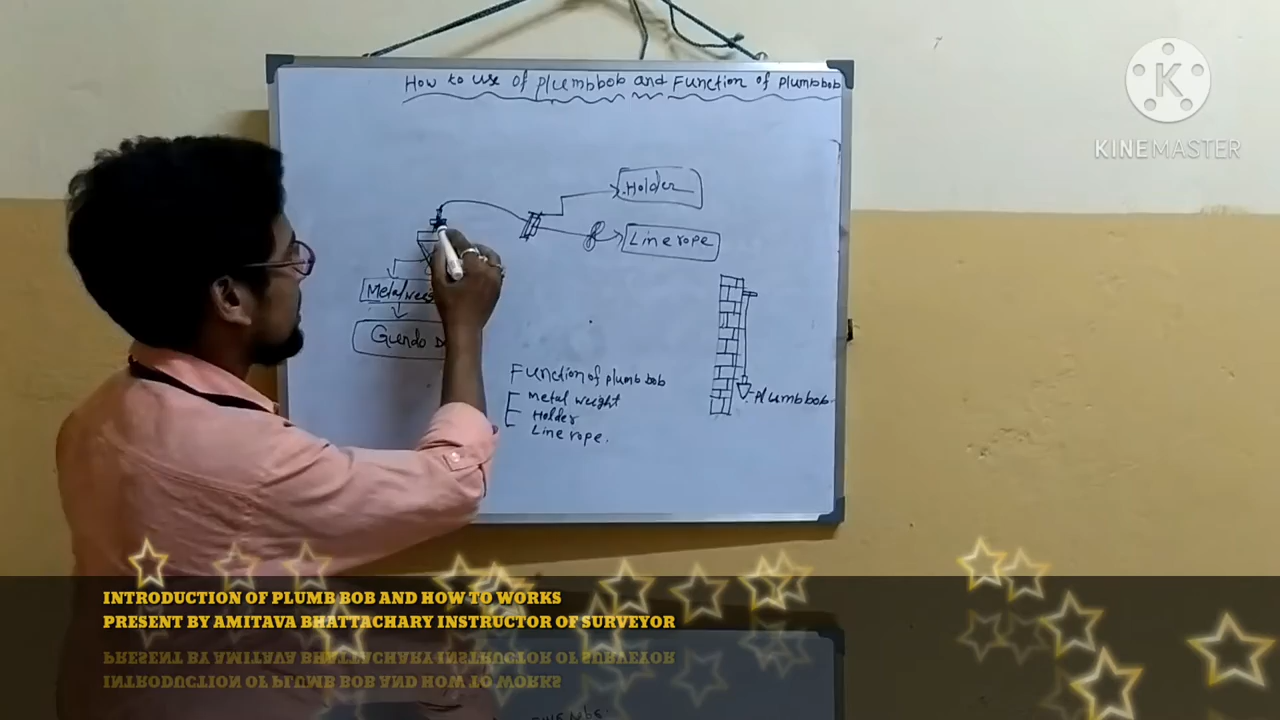 How to use of plumbbob and Function of plumbbob
KINEMASTER
Holder
Line rope
Metal
Function of plumb bob
Metal weight
Holder
Line rope.
plumbbob
INTRODUCTION OF PLUMB BOB AND HOW TO WORKS
PRESENT BY AMITAVA BHATTACHARY INSTRUCTOR OF SURVEYOR